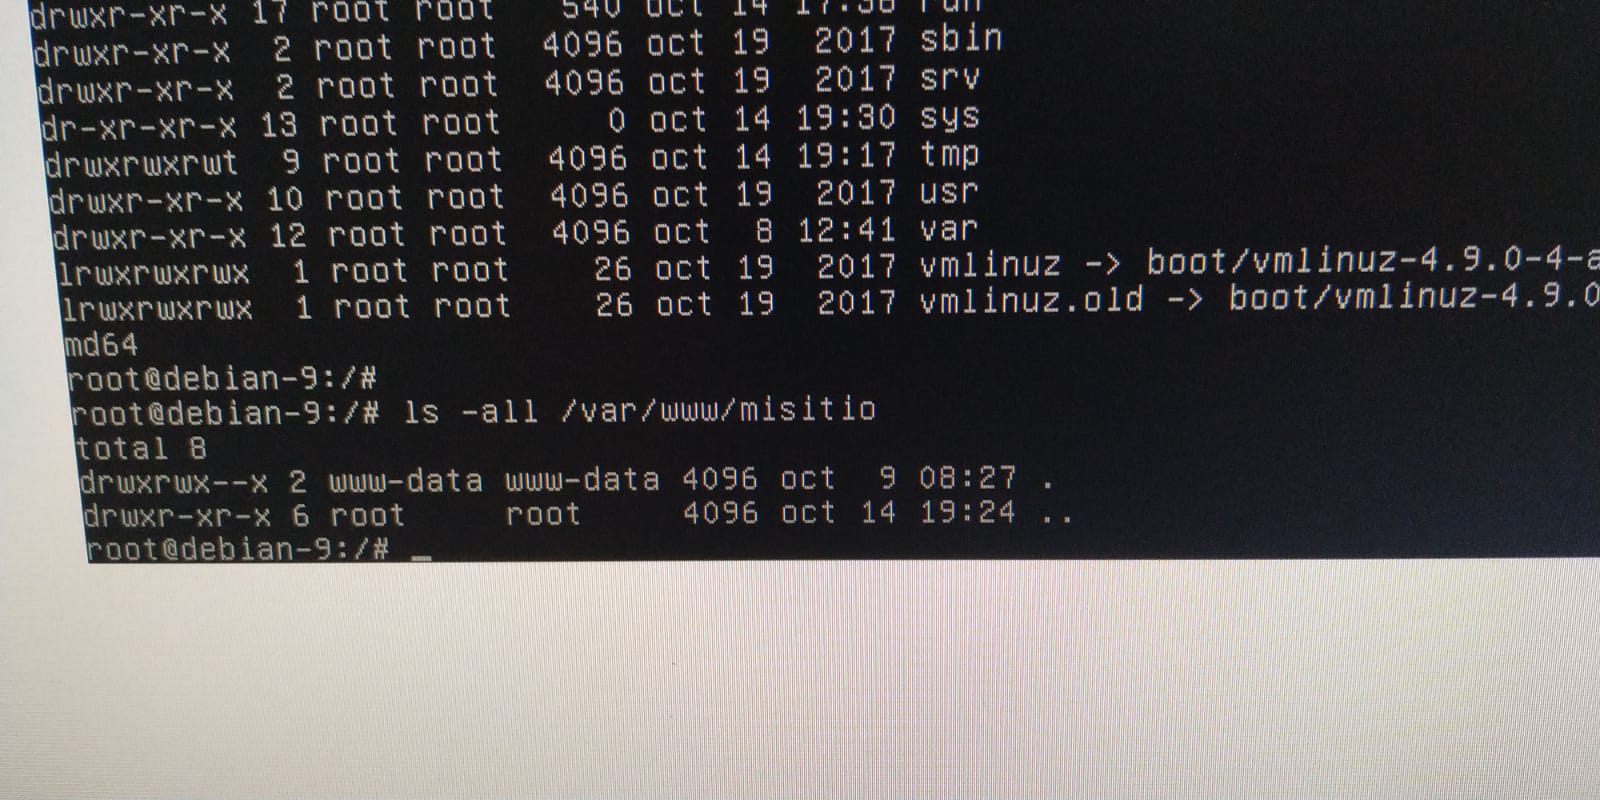 drwxr-xr-x 17 root root 540 oct 14 17:38 run
drwxr-xr-x 2 root root 4096 oct 19 2017 sbin
drwxr-xr-x 2 root root 4096 oct 19 2017 srv
dr-xr-xr-x 13 root root 0 oct 14 19:30 sys
drwxrwxrwt 9 root root 4096 oct 14 19:17 tmp
drwxr-xr-x 10 root root 4096 oct 19 2017 usr
drwxr-xr-x 12 root root 4096 oct 8 12:41 var
lrwxrwxrwx 1 root root 26 oct 19 2017 vmlinuz -> boot/vmlinuz-4.9.0-4-a
lrwxrwxrwx 1 root root 26 oct 19 2017 vmlinuz.old -> boot/vmlinuz-4.9.0
md64
root@debian-9:/#
root@debian-9:/# ls -all /var/www/misitio
total 8
drwxrwx--x 2 www-data www-data 4096 oct 9 08:27 .
drwxr-xr-x 6 root root 4096 oct 14 19:24 ..
root@debian-9:/# _